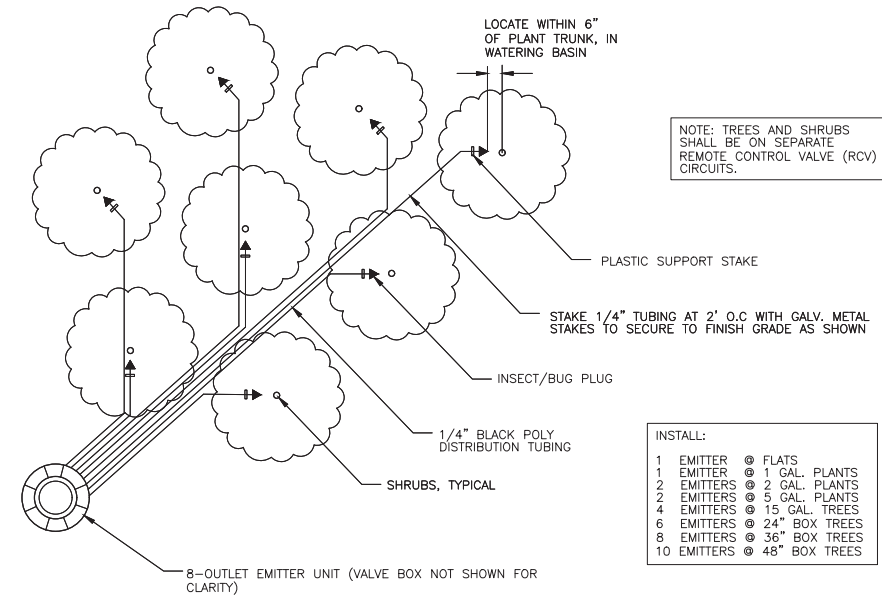 LOCATE WITHIN 6"
OF PLANT TRUNK, IN
WATERING BASIN
NOTE: TREES AND SHRUBS
SHALL BE ON SEPARATE
REMOTE CONTROL VALVE (RCV)
CIRCUITS.
PLASTIC SUPPORT STAKE
STAKE 1/4" TUBING AT 2' O.C WITH GALV. METAL
STAKES TO SECURE TO FINISH GRADE AS SHOWN
INSECT/BUG PLUG
1/4" BLACK POLY
DISTRIBUTION TUBING
SHRUBS, TYPICAL
8-OUTLET EMITTER UNIT (VALVE BOX NOT SHOWN FOR
CLARITY)
INSTALL:
1 EMITTER @ FLATS
1 EMITTER @ 1 GAL. PLANTS
2 EMITTERS @ 2 GAL. PLANTS
2 EMITTERS @ 5 GAL. PLANTS
4 EMITTERS @ 15 GAL. TREES
6 EMITTERS @ 24" BOX TREES
8 EMITTERS @ 36" BOX TREES
10 EMITTERS @ 48" BOX TREES